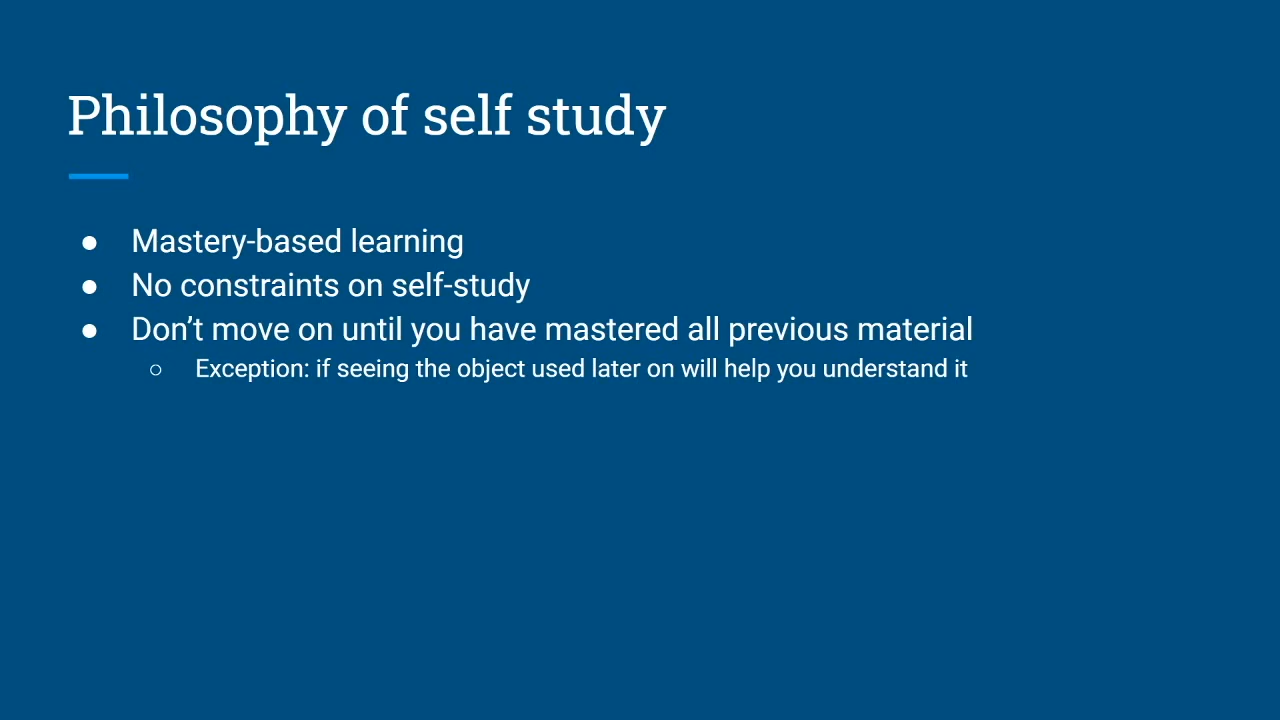 Philosophy of self study
● Mastery-based learning
● No constraints on self-study
● Don’t move on until you have mastered all previous material
○ Exception: if seeing the object used later on will help you understand it